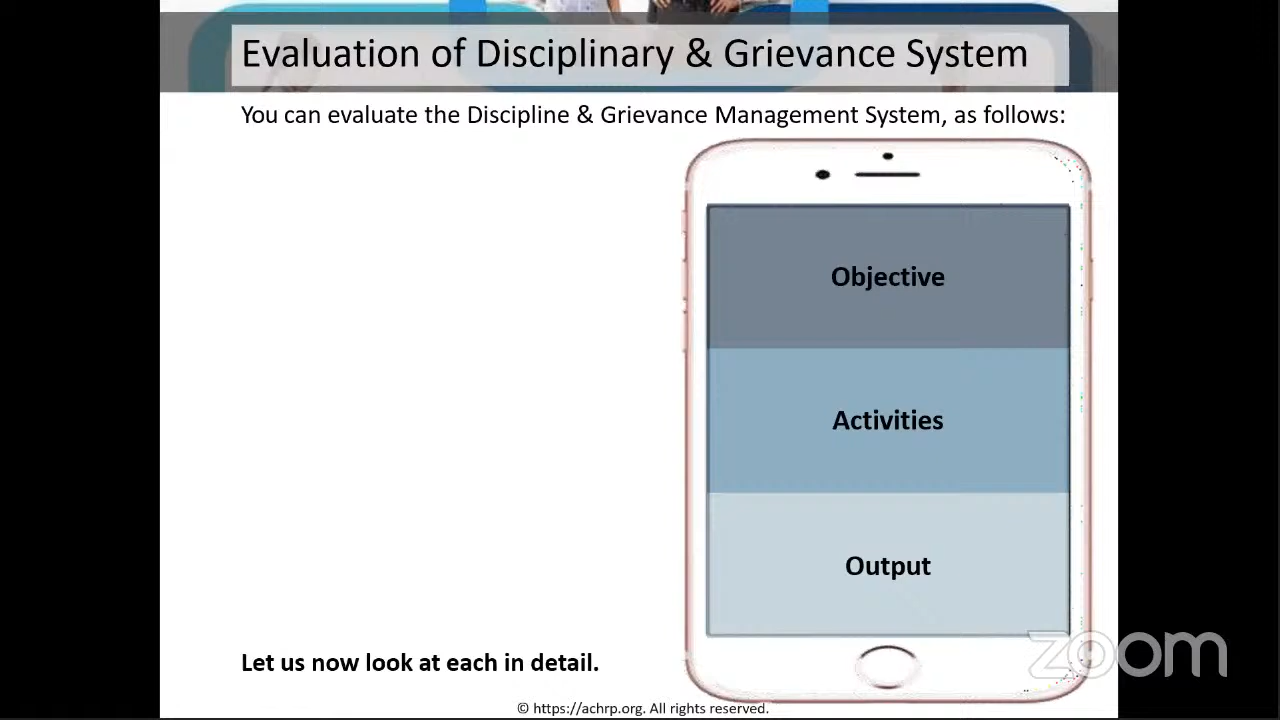 Evaluation of Disciplinary & Grievance System
You can evaluate the Discipline & Grievance Management System, as follows:
Objective
Activities
Output
Let us now look at each in detail.
zoom
© https://achrp.org. All rights reserved.